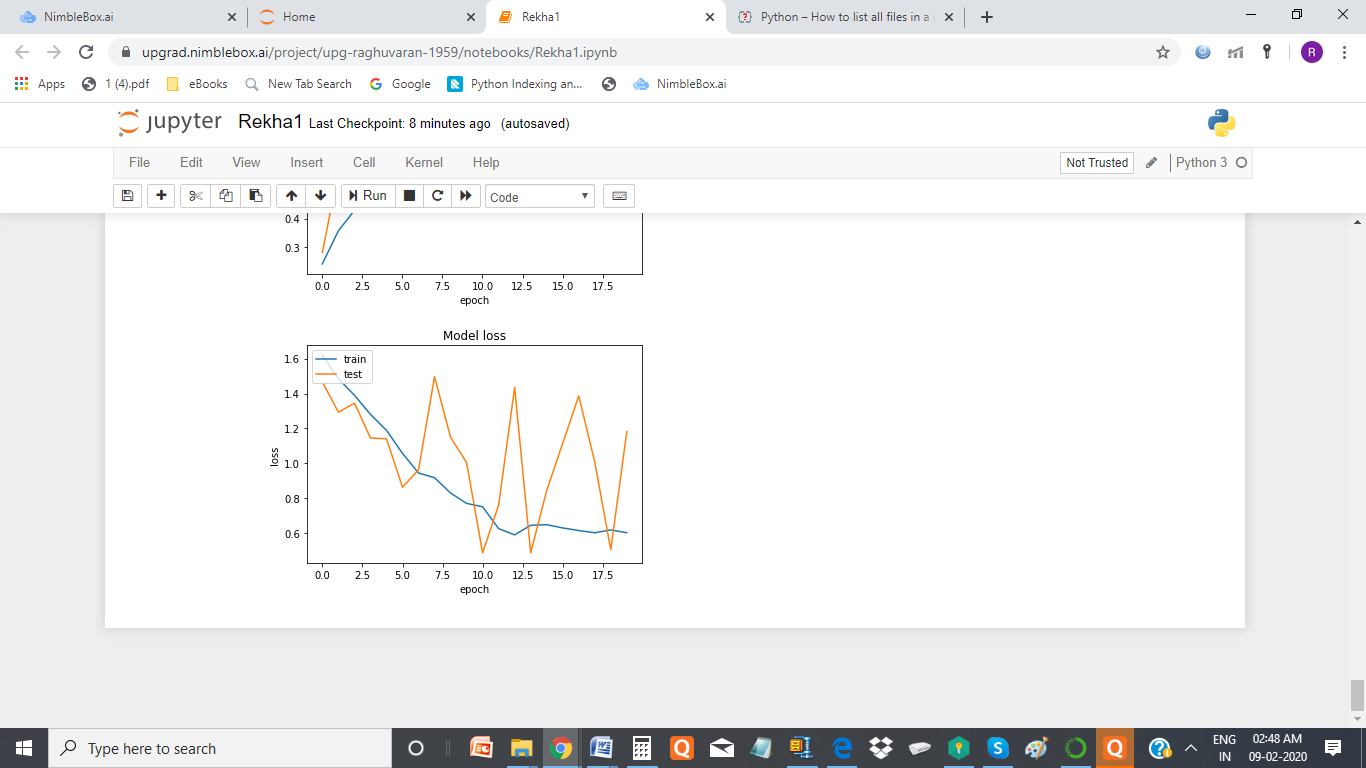 NimbleBox.ai
Home
Rekha1
Python – How to list all files in a
upgrad.nimblebox.ai/project/upg-raghuvaran-1959/notebooks/Rekha1.ipynb
R
Apps
1 (4).pdf
eBooks
New Tab Search
Google
Python Indexing an...
NimbleBox.ai
jupyter Rekha1 Last Checkpoint: 8 minutes ago (autosaved)
File Edit View Insert Cell Kernel Help
Not Trusted
Python 3
Run
Code
0.4
0.3
0.0 2.5 5.0 7.5 10.0 12.5 15.0 17.5
epoch
Model loss
train
test
1.6
1.4
1.2
1.0
0.8
0.6
loss
0.0 2.5 5.0 7.5 10.0 12.5 15.0 17.5
epoch
Type here to search
ENG
IN
02:48 AM
09-02-2020